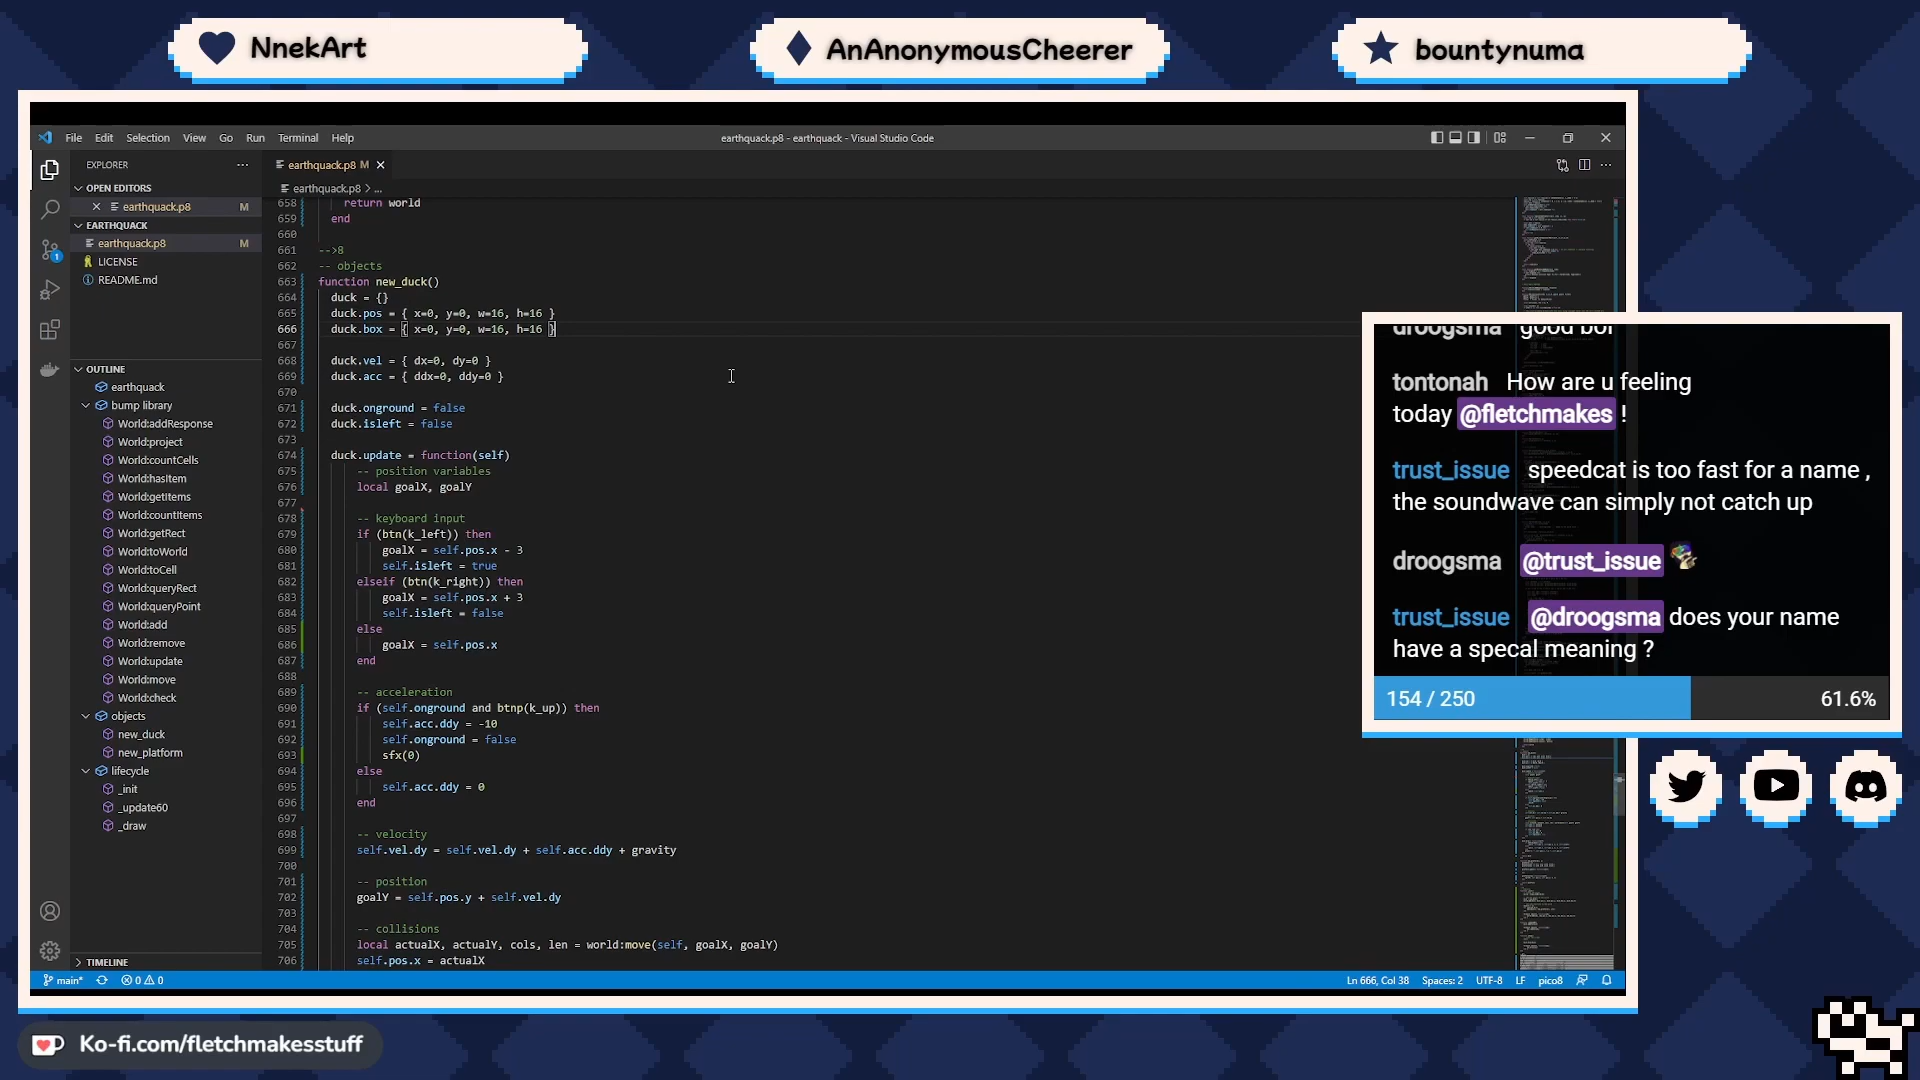 NnekArt
AnAnonymousCheerer
bountynuma
File Edit Selection View Go Run Terminal Help
earthquack.p8 - earthquack - Visual Studio Code
EXPLORER
OPEN EDITORS
earthquack.p8 M
EARTHQUACK
earthquack.p8 M
LICENSE
README.md
OUTLINE
earthquack
bump library
World:addResponse
World:project
World:countCells
World:hasItem
World:getItems
World:countItems
World:getRect
World:toWorld
World:toCell
World:queryRect
World:queryPoint
World:add
World:remove
World:update
World:move
World:check
objects
new_duck
new_platform
lifecycle
_init
_update60
_draw
TIMELINE
earthquack.p8 M
earthquack.p8 > ...
658 return world
659 end
660
661 -->8
662 -- objects
663 function new_duck()
664 duck = {}
665 duck.pos = { x=0, y=0, w=16, h=16 }
666 duck.box = { x=0, y=0, w=16, h=16 }
667
668 duck.vel = { dx=0, dy=0 }
669 duck.acc = { ddx=0, ddy=0 }
670
671 duck.onground = false
672 duck.isleft = false
673
674 duck.update = function(self)
675 -- position variables
676 local goalX, goalY
677
678 -- keyboard input
679 if (btn(k_left)) then
680 goalX = self.pos.x - 3
681 self.isleft = true
682 elseif (btn(k_right)) then
683 goalX = self.pos.x + 3
684 self.isleft = false
685 else
686 goalX = self.pos.x
687 end
688
689 -- acceleration
690 if (self.onground and btnp(k_up)) then
691 self.acc.ddy = -10
692 self.onground = false
693 sfx(0)
694 else
695 self.acc.ddy = 0
696 end
697
698 -- velocity
699 self.vel.dy = self.vel.dy + self.acc.ddy + gravity
700
701 -- position
702 goalY = self.pos.y + self.vel.dy
703
704 -- collisions
705 local actualX, actualY, cols, len = world:move(self, goalX, goalY)
706 self.pos.x = actualX
main* 0 0
Ln 666, Col 38 Spaces: 2 UTF-8 LF pico8
droogsma good boi
tontonah How are u feeling
today @fletchmakes !
trust_issue speedcat is too fast for a name ,
the soundwave can simply not catch up
droogsma @trust_issue
trust_issue @droogsma does your name
have a specal meaning ?
154 / 250 61.6%
Ko-fi.com/fletchmakesstuff